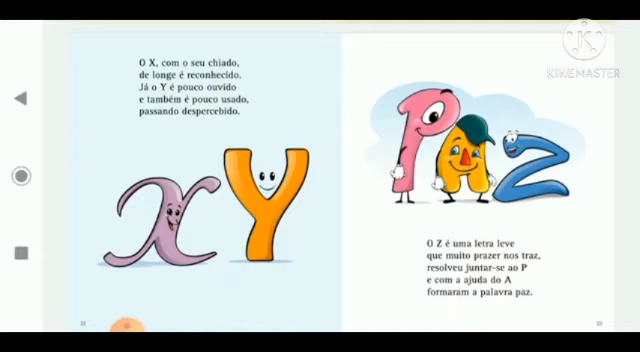 O X, com o seu chiado,
de longe é reconhecido.
Já o Y é pouco ouvido
e também é pouco usado,
passando despercebido.
X Y
KINEMASTER
PAZ
O Z é uma letra leve
que muito prazer nos traz,
resolveu juntar-se ao P
e com a ajuda do A
formaram a palavra paz.